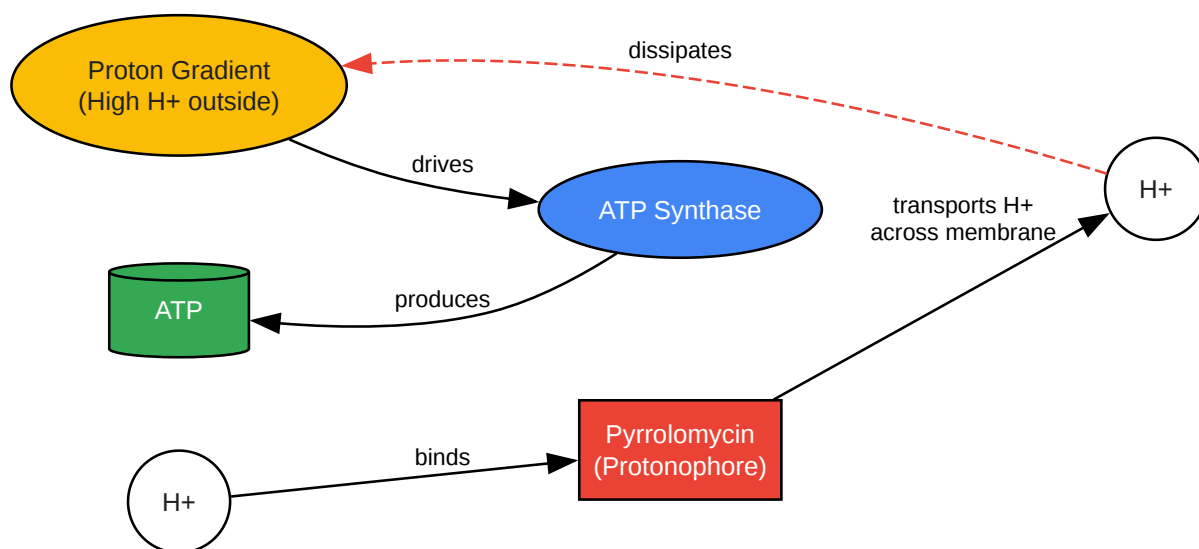 dissipates
Proton Gradient
(High H+ outside)
drives
ATP Synthase
H+
transports H+
across membrane
ATP
produces
Pyrrolomycin
(Protonophore)
binds
H+